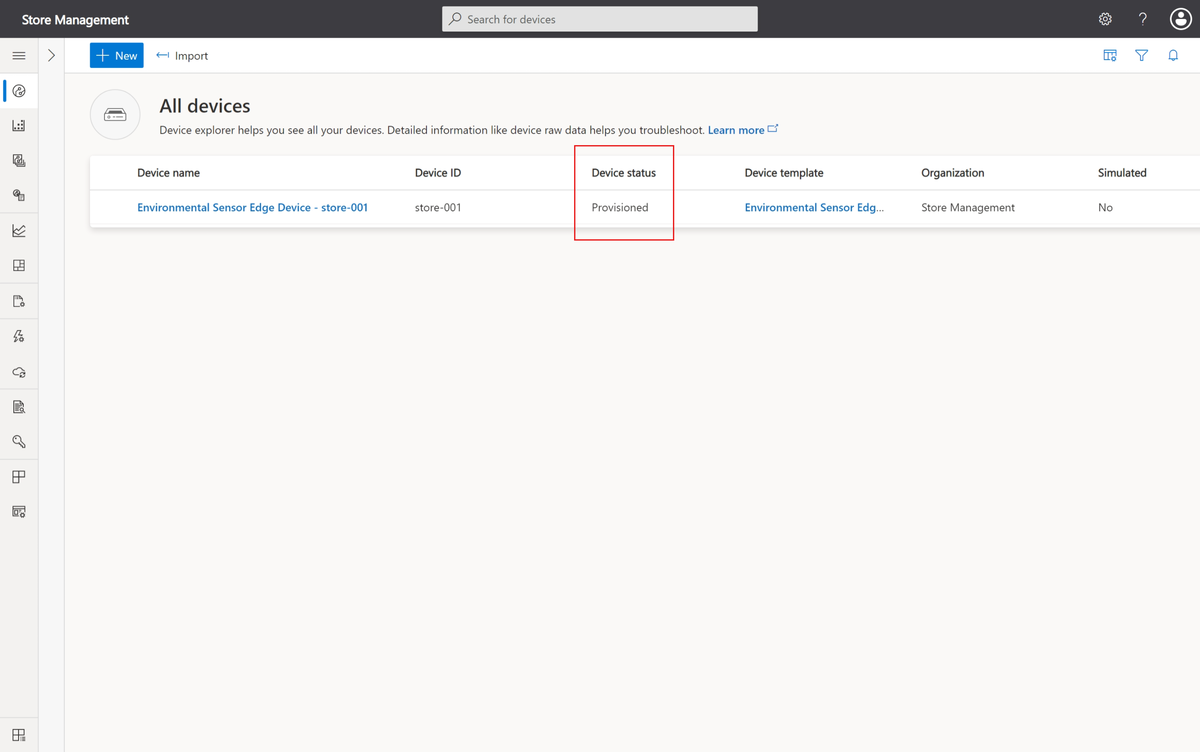 Store Management
Search for devices
New
Import
All devices
Device explorer helps you see all your devices. Detailed information like device raw data helps you troubleshoot. Learn more
Device name Device ID Device status Device template Organization Simulated
Environmental Sensor Edge Device - store-001 store-001 Provisioned Environmental Sensor Edg... Store Management No